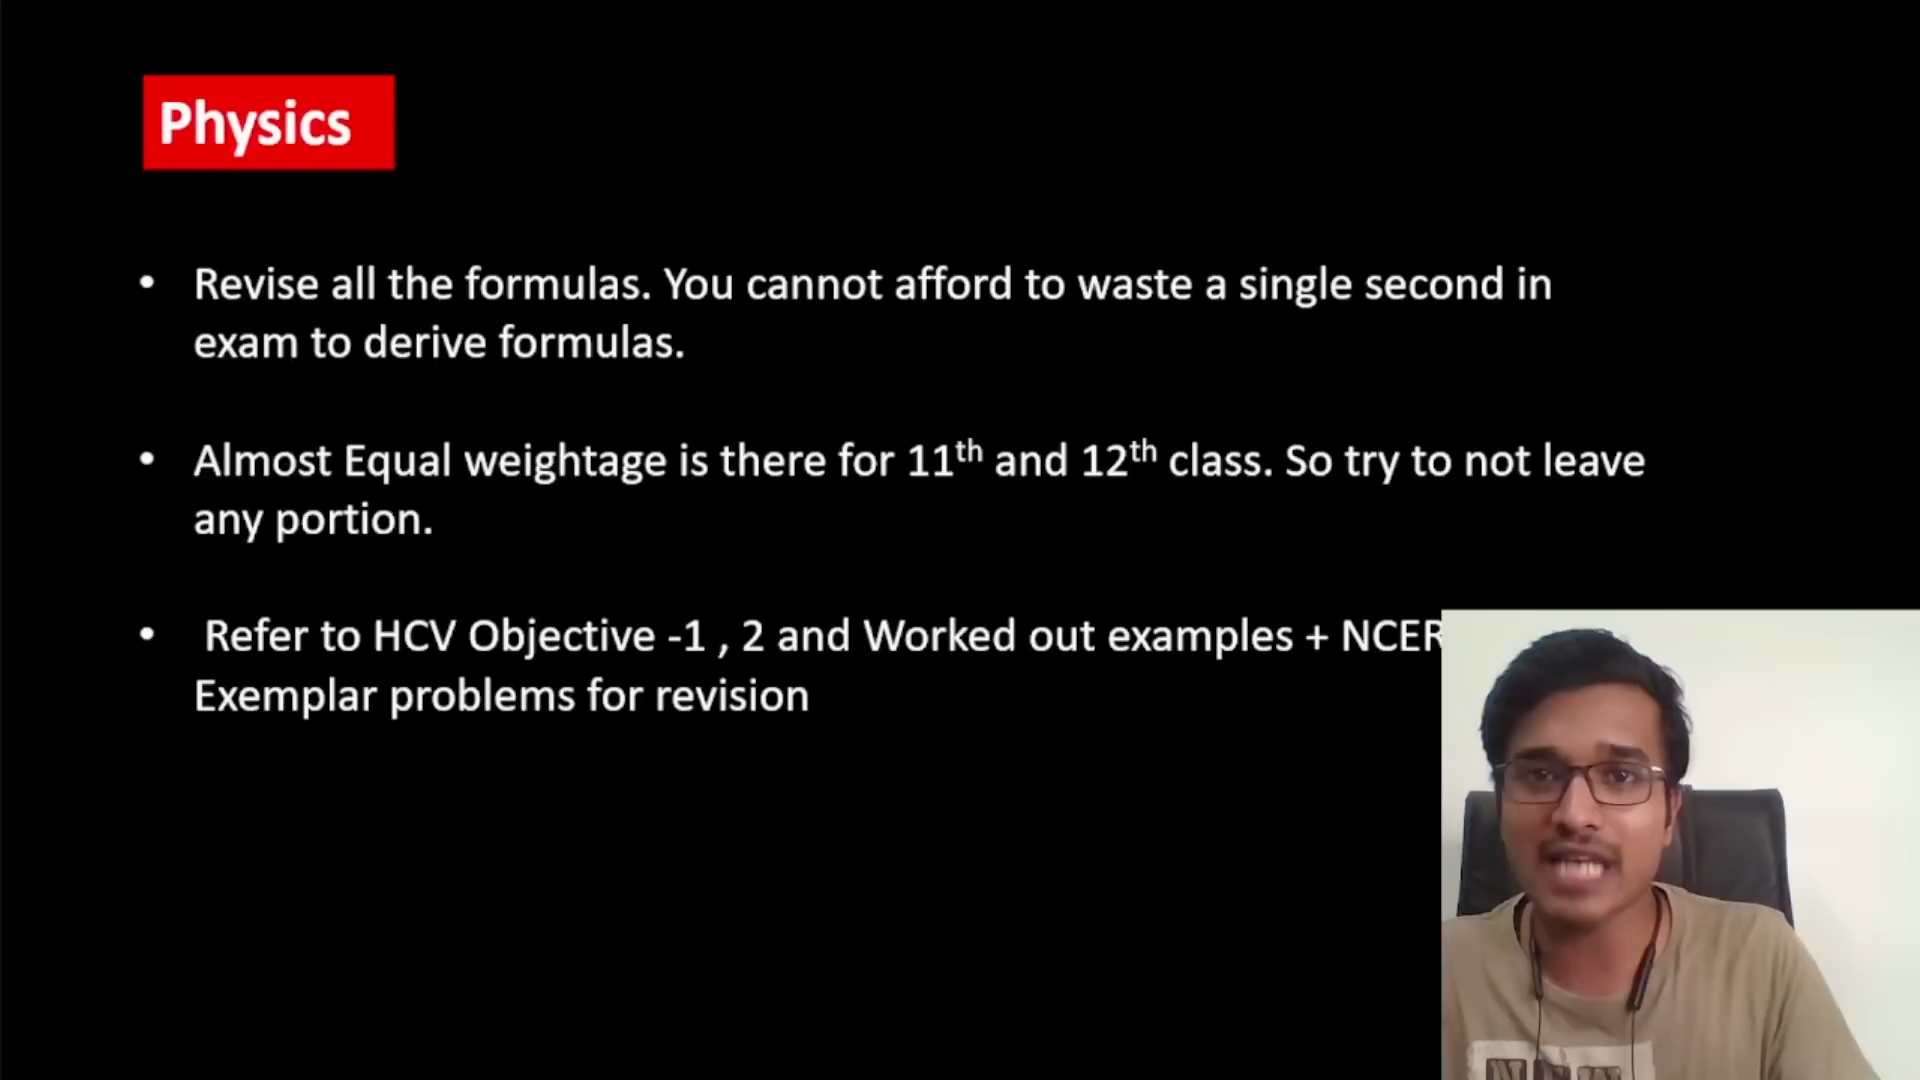 Physics
• Revise all the formulas. You cannot afford to waste a single second in
exam to derive formulas.
• Almost Equal weightage is there for 11th and 12th class. So try to not leave
any portion.
• Refer to HCV Objective -1 , 2 and Worked out examples + NCER
Exemplar problems for revision